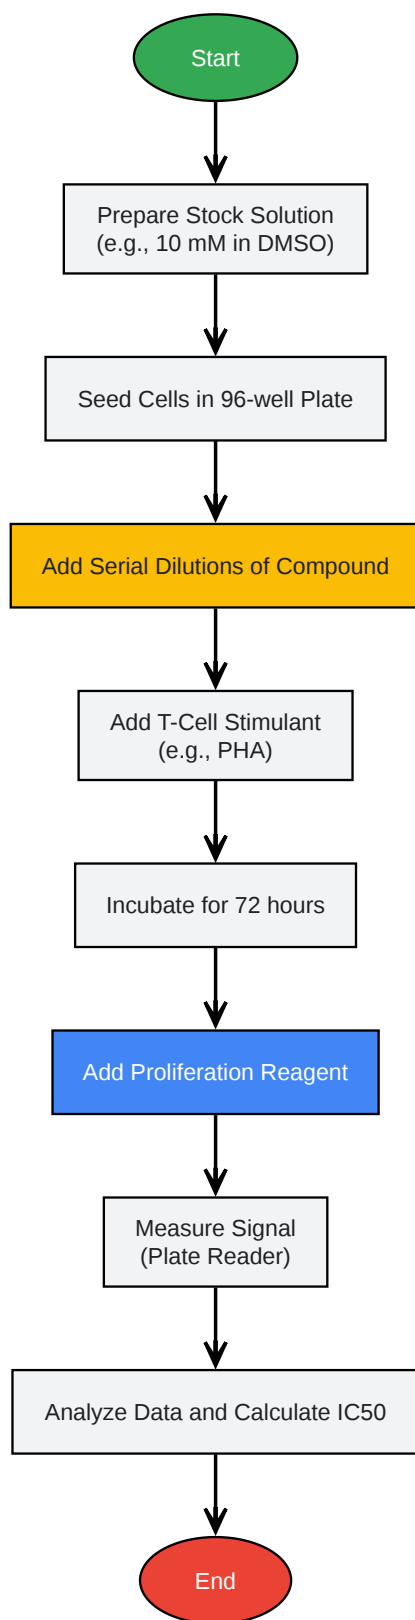 Start
Prepare Stock Solution
(e.g., 10 mM in DMSO)
Seed Cells in 96-well Plate
Add Serial Dilutions of Compound
Add T-Cell Stimulant
(e.g., PHA)
Incubate for 72 hours
Add Proliferation Reagent
Measure Signal
(Plate Reader)
Analyze Data and Calculate IC50
End